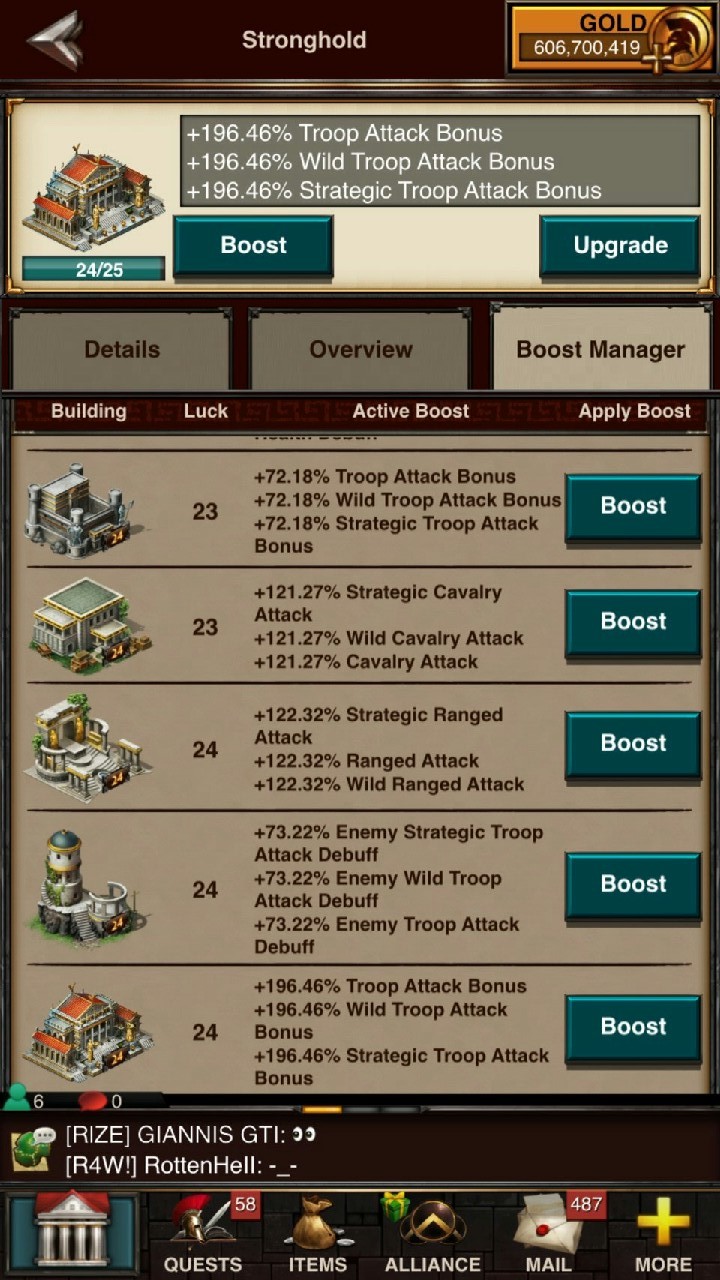 Stronghold
GOLD
606,700,419
+196.46% Troop Attack Bonus
+196.46% Wild Troop Attack Bonus
+196.46% Strategic Troop Attack Bonus
Boost
Upgrade
24/25
Details
Overview
Boost Manager
Building
Luck
Active Boost
Apply Boost
24
23
+72.18% Troop Attack Bonus
+72.18% Wild Troop Attack Bonus
+72.18% Strategic Troop Attack
Bonus
Boost
24
23
+121.27% Strategic Cavalry
Attack
+121.27% Wild Cavalry Attack
+121.27% Cavalry Attack
Boost
24
24
+122.32% Strategic Ranged
Attack
+122.32% Ranged Attack
+122.32% Wild Ranged Attack
Boost
24
24
+73.22% Enemy Strategic Troop
Attack Debuff
+73.22% Enemy Wild Troop
Attack Debuff
+73.22% Enemy Troop Attack
Debuff
Boost
24
24
+196.46% Troop Attack Bonus
+196.46% Wild Troop Attack
Bonus
+196.46% Strategic Troop Attack
Bonus
Boost
6
0
[RIZE] GIANNIS GTI: 👀
[R4W!] RottenHell: -_-
58
487
QUESTS
ITEMS
ALLIANCE
MAIL
MORE